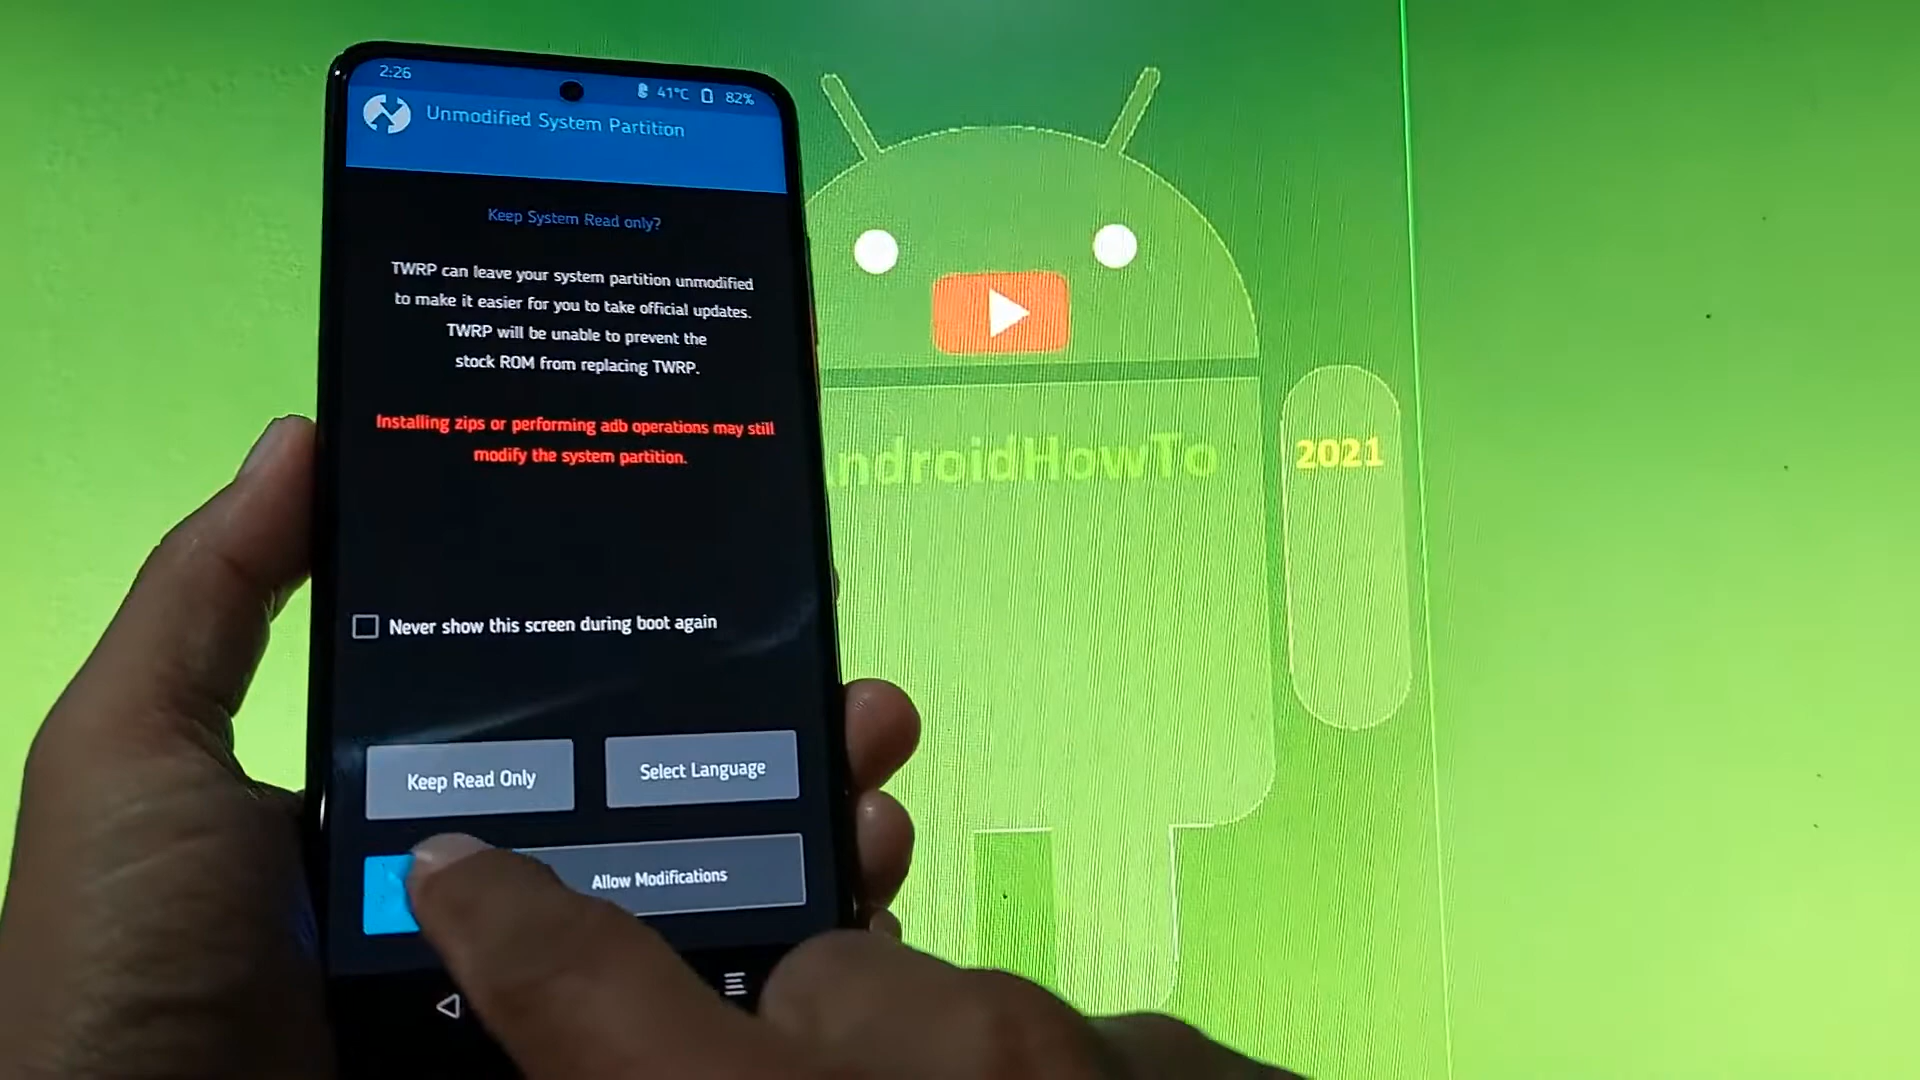 2:26
41°C
82%
Unmodified System Partition
Keep System Read only?
TWRP can leave your system partition unmodified
to make it easier for you to take official updates.
TWRP will be unable to prevent the
stock ROM from replacing TWRP.
Installing zips or performing adb operations may still
modify the system partition.
Never show this screen during boot again
Keep Read Only
Select Language
Allow Modifications
ndroidHowTo
2021